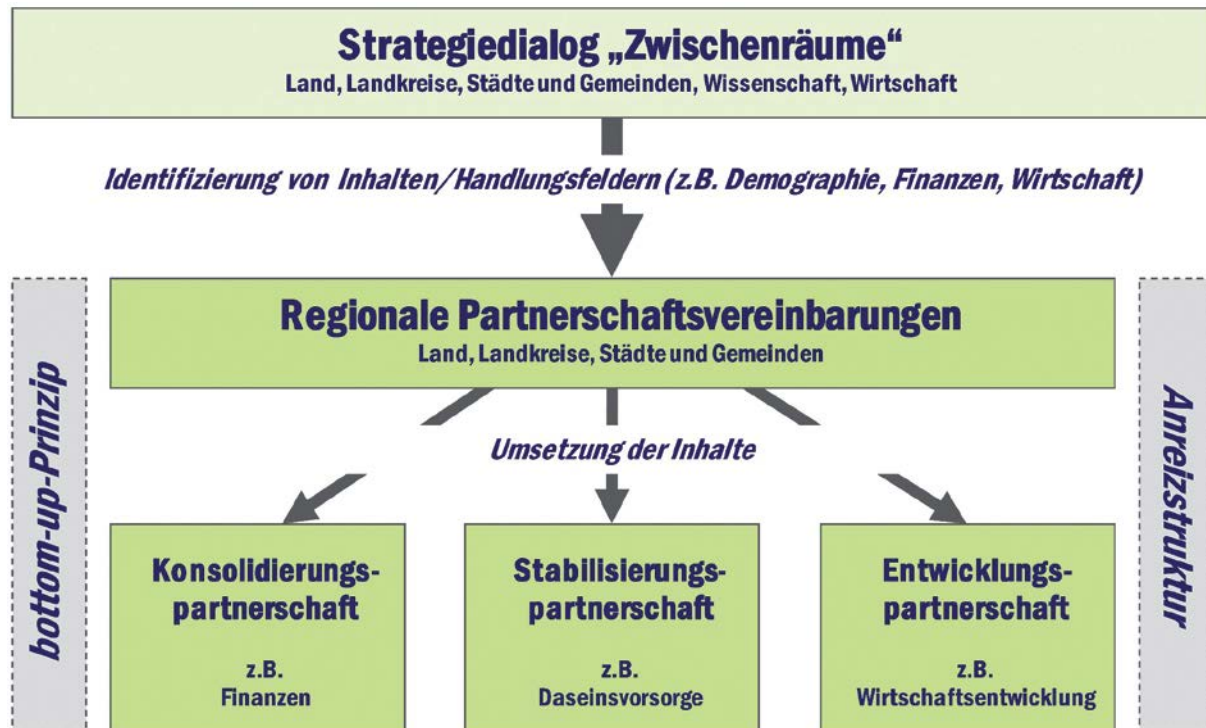 Strategiedialog „Zwischenräume“
Land, Landkreise, Städte und Gemeinden, Wissenschaft, Wirtschaft
Identifizierung von Inhalten/Handlungsfeldern (z.B. Demographie, Finanzen, Wirtschaft)
bottom-up-Prinzip
Regionale Partnerschaftsvereinbarungen
Land, Landkreise, Städte und Gemeinden
Anreizstruktur
Umsetzung der Inhalte
Konsolidierungs-
partnerschaft
z.B.
Finanzen
Stabilisierungs-
partnerschaft
z.B.
Daseinsvorsorge
Entwicklungs-
partnerschaft
z.B.
Wirtschaftsentwicklung